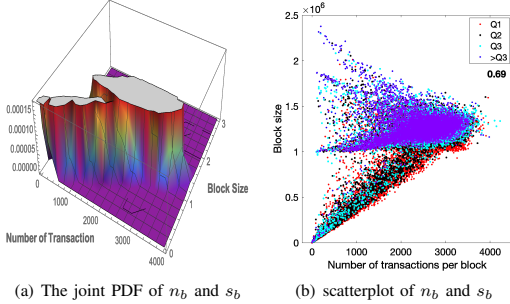 0.00015
0.00010
0.00005
0.00000
0
1000
2000
3000
4000
Number of Transaction
0
1
2
3
Block Size
×10⁶
2.5
2
1.5
1
0.5
0
Block size
0
1000
2000
3000
4000
Number of transactions per block
Q1
Q2
Q3
>Q3
0.69
(a) The joint PDF of n_b and s_b
(b) scatterplot of n_b and s_b